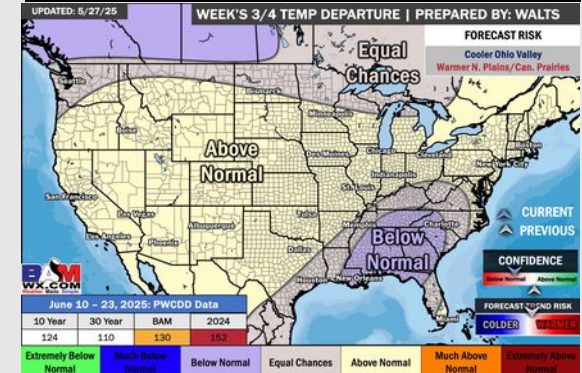 UPDATED: 5/27/25
WEEK'S 3/4 TEMP DEPARTURE | PREPARED BY: WALTS
FORECAST RISK
Cooler Ohio Valley
Warmer N. Plains/Can. Prairies
Equal
Chances
Seattle
Bismarck
Minneapolis
Boise
Boston
Above
Normal
Des Moines
Chicago
Cleveland
New York City
Indianapolis
St. Louis
San Francisco
Las Vegas
Los Angeles
Phoenix
Albuquerque
Tulsa
Memphis
Charlotte
Dallas
Below
Normal
Houston
New Orleans
CURRENT
PREVIOUS
CONFIDENCE
Below Normal
Above Normal
FORECAST TREND RISK
COLDER
WARMER
BAM
WX.COM
June 10 – 23, 2025: PWCDD Data
10 Year
30 Year
BAM
2024
124
110
130
152
Extremely Below
Normal
Much Below
Normal
Below Normal
Equal Chances
Above Normal
Much Above
Normal
Extremely Above
Normal